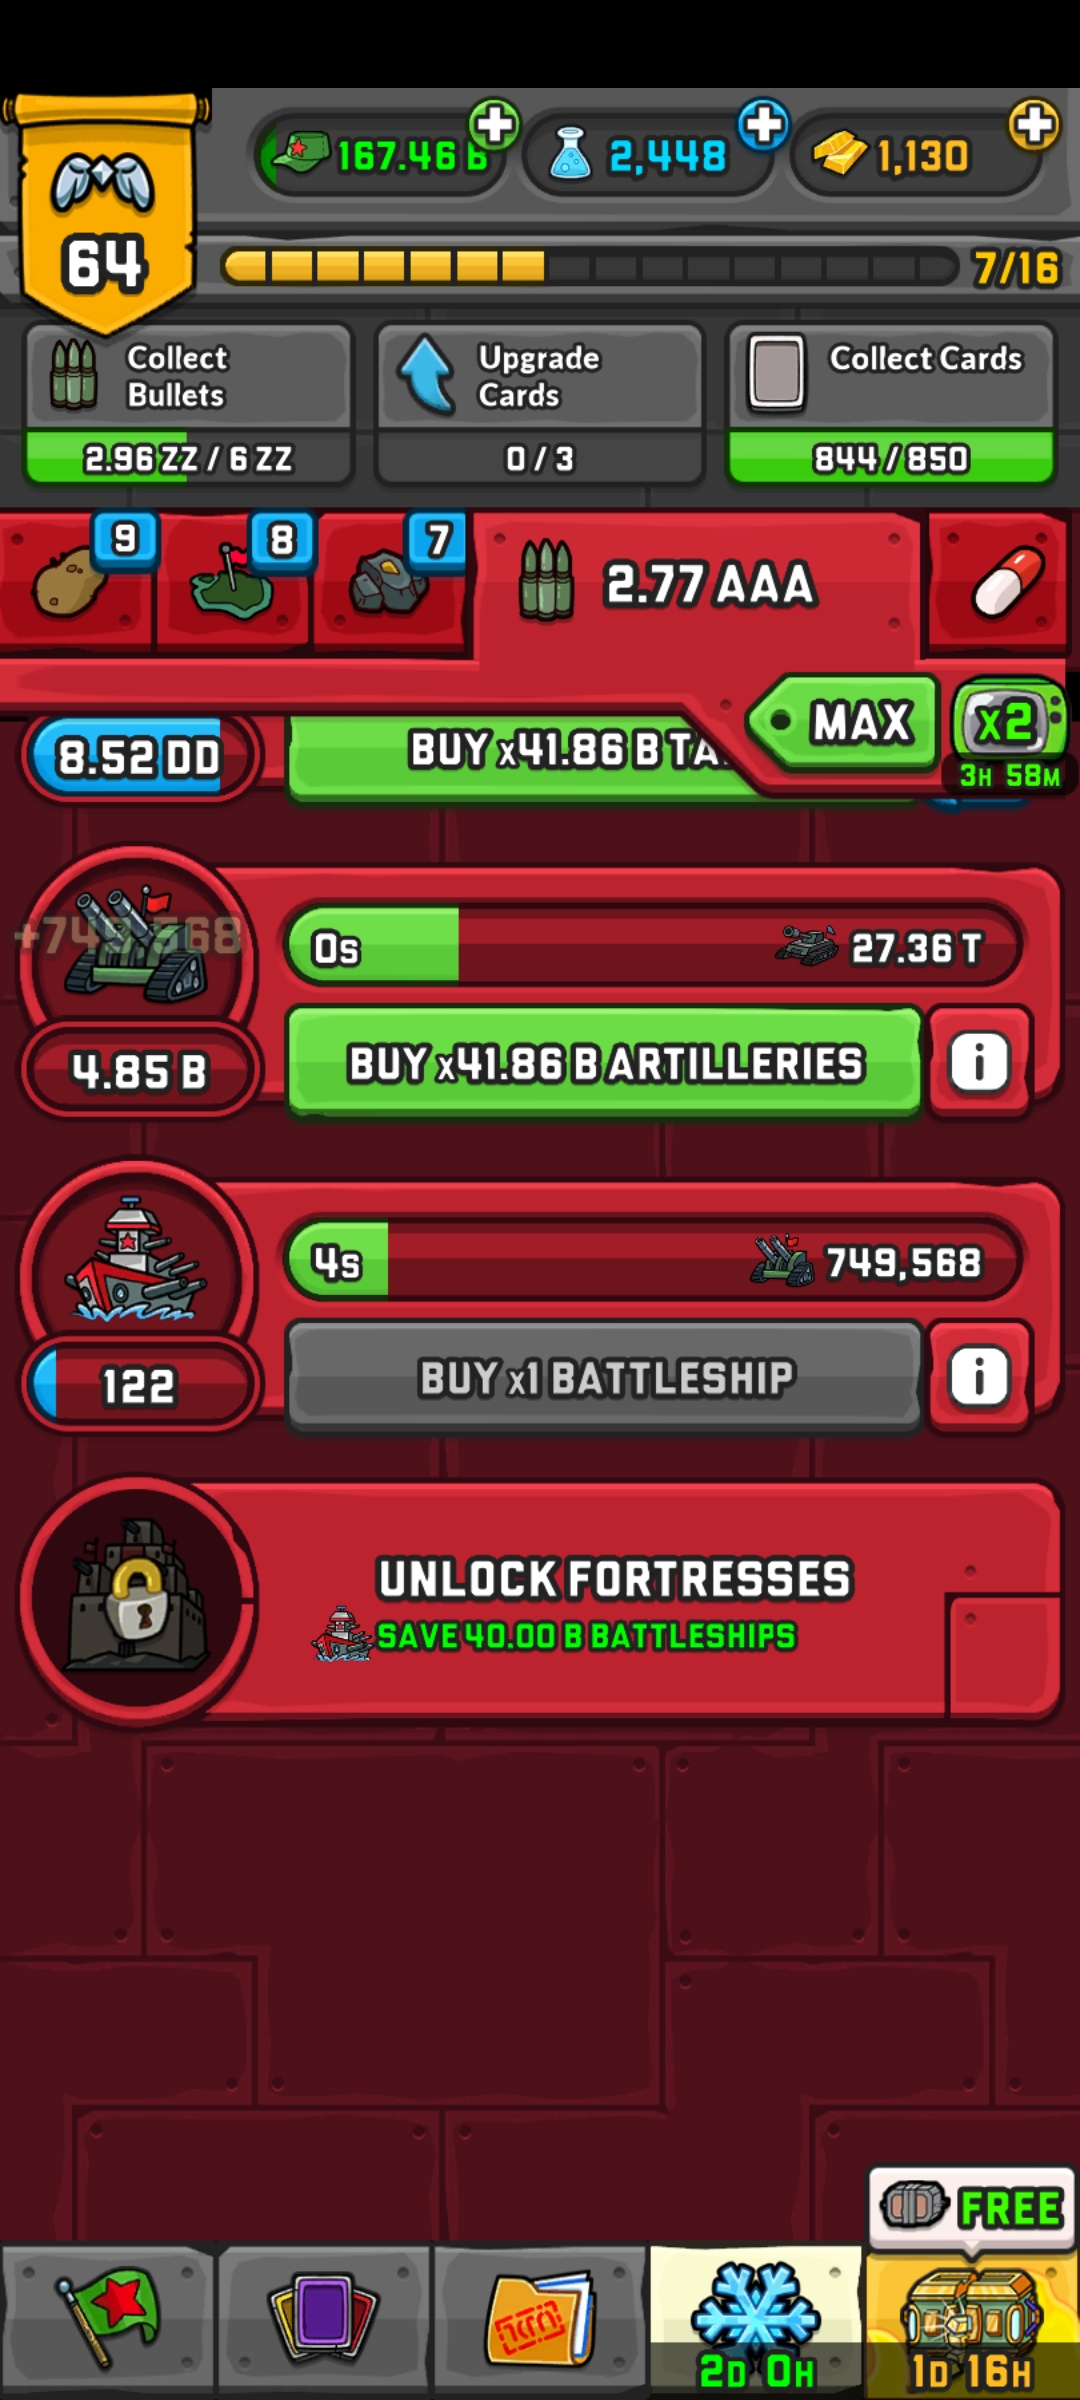 167.46 B
2,448
1,130
64
7/16
Collect
Bullets
2.96 ZZ / 6 ZZ
Upgrade
Cards
0 / 3
Collect Cards
844 / 850
9
8
7
2.77 AAA
MAX
x2
3H 58M
8.52 DD
BUY x41.86 B TA
+749,568
0s
27.36 T
4.85 B
BUY x41.86 B ARTILLERIES
i
4s
749,568
122
BUY x1 BATTLESHIP
i
UNLOCK FORTRESSES
SAVE 40.00 B BATTLESHIPS
FREE
2D 0H
1D 16H